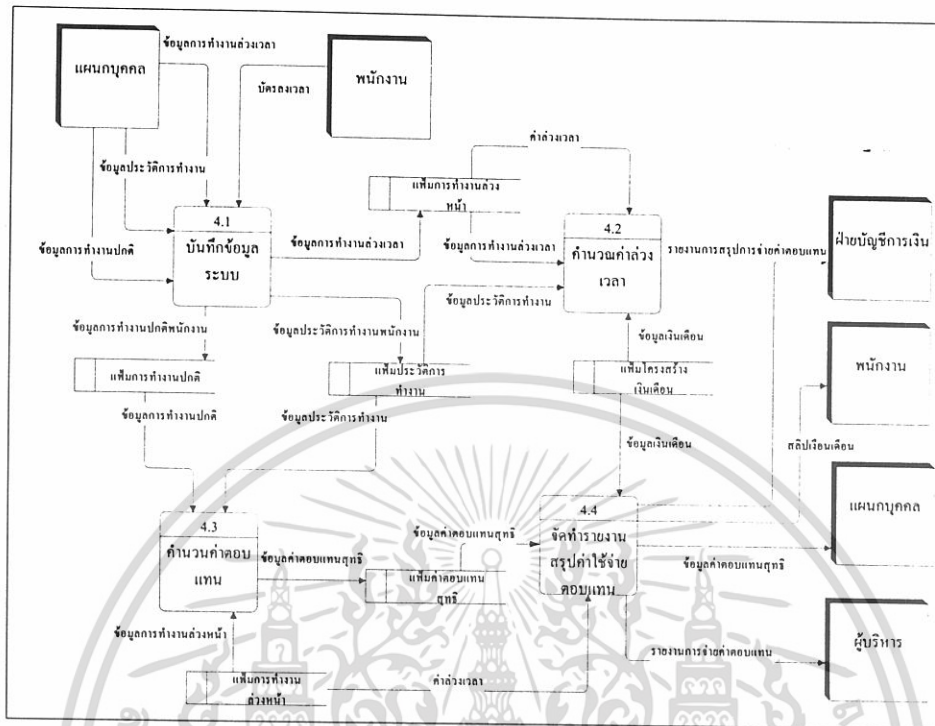 ข้อมูลการทำงานล่วงเวลา
แผนกบุคคล
พนักงาน
บัตรลงเวลา
ค่าล่วงเวลา
ข้อมูลประวัติการทำงาน
แฟ้มการทำงานล่วง
หน้า
4.1
บันทึกข้อมูล
ระบบ
4.2
คำนวณค่าล่วง
เวลา
ข้อมูลการทำงานปกติ
ข้อมูลการทำงานล่วงเวลา
ข้อมูลการทำงานล่วงเวลา
รายงานการสรุปการจ่ายค่าตอบแทน
ฝ่ายบัญชีการเงิน
ข้อมูลประวัติการทำงาน
ข้อมูลการทำงานปกติพนักงาน
ข้อมูลประวัติการทำงานพนักงาน
ข้อมูลเงินเดือน
แฟ้มการทำงานปกติ
แฟ้มประวัติการ
ทำงาน
แฟ้มโครงสร้าง
เงินเดือน
พนักงาน
ข้อมูลการทำงานปกติ
ข้อมูลประวัติการทำงาน
ข้อมูลเงินเดือน
สลิปเงือนเดือน
4.3
คำนวนค่าตอบ
แทน
4.4
จัดทำรายงาน
สรุปค่าใช้จ่าย
ตอบแทน
แผนกบุคคล
ข้อมูลค่าตอบแทนสุทธิ
ข้อมูลค่าตอบแทนสุทธิ
ข้อมูลค่าตอบแทนสุทธิ
แฟ้มค่าตอบแทน
สุทธิ
ข้อมูลการทำงานล่วงหน้า
รายงานการจ่ายค่าตอบแทน
ผู้บริหาร
แฟ้มการทำงาน
ล่วงหน้า
ค่าล่วงเวลา